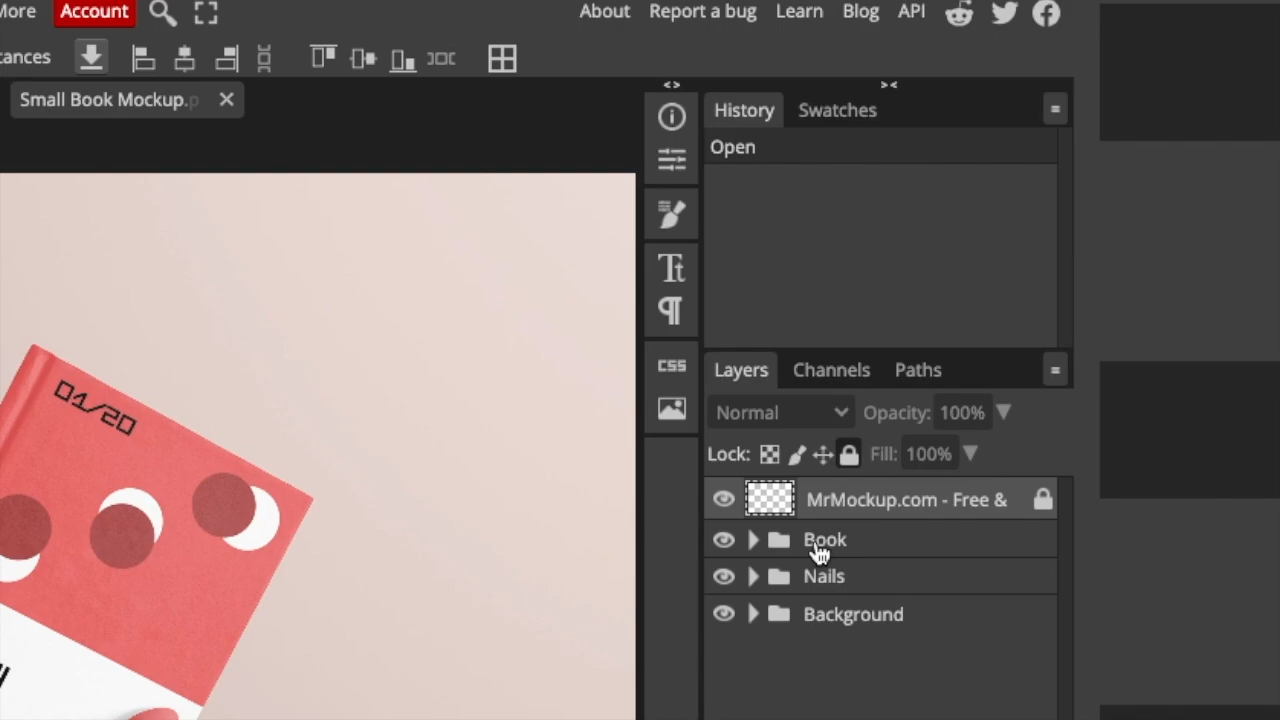 More Account About Report a bug Learn Blog API
tances
Small Book Mockup.p
History Swatches
Open
CSS
Layers Channels Paths
Normal Opacity: 100%
Lock: Fill: 100%
MrMockup.com - Free &
Book
Nails
Background
01/20